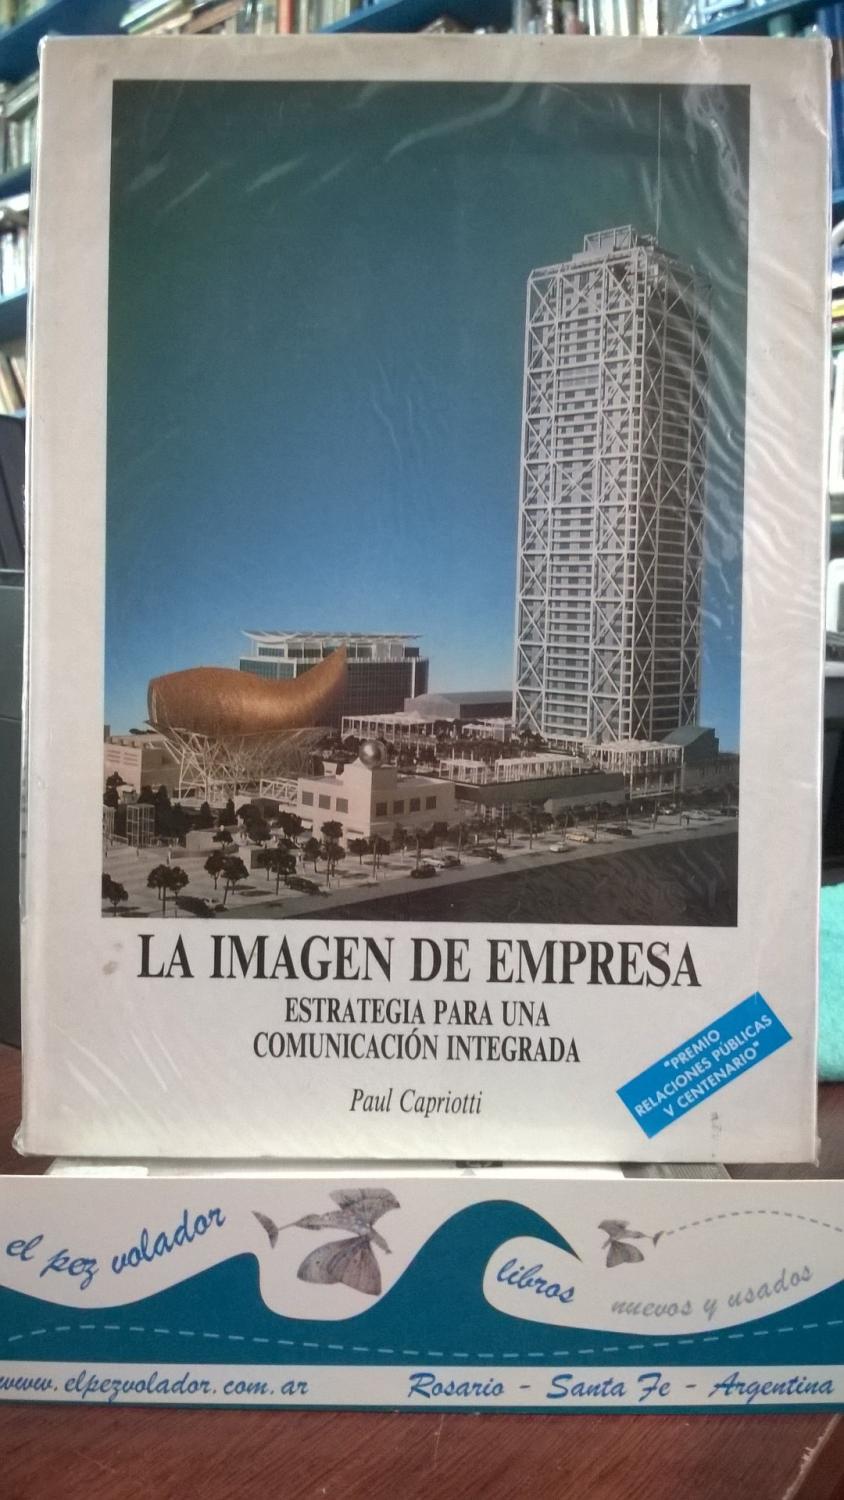 LA IMAGEN DE EMPRESA
ESTRATEGIA PARA UNA
COMUNICACIÓN INTEGRADA
Paul Capriotti
"PREMIO
RELACIONES PÚBLICAS
V CENTENARIO"
el pez volador
libros
nuevos y usados
www.elpezvolador.com.ar
Rosario - Santa Fe - Argentina